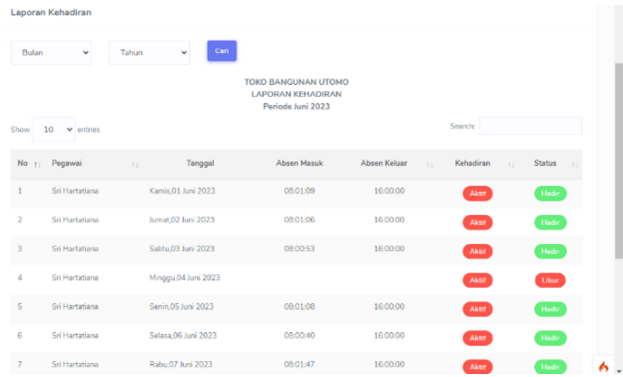 Laporan Kehadiran
Bulan Tahun Cari
TOKO BANGUNAN UTOMO
LAPORAN KEHADIRAN
Periode Juni 2023
Show 10 entries Search:
No Pegawai Tanggal Absen Masuk Absen Keluar Kehadiran Status
1 Sri Hartatiana Kamis,01 Juni 2023 08:01:09 16:00:00 Aktif Hadir
2 Sri Hartatiana Jumat,02 Juni 2023 08:01:06 16:00:00 Aktif Hadir
3 Sri Hartatiana Sabtu,03 Juni 2023 08:00:53 16:00:00 Aktif Hadir
4 Sri Hartatiana Minggu,04 Juni 2023 Aktif Libur
5 Sri Hartatiana Senin,05 Juni 2023 08:01:08 16:00:00 Aktif Hadir
6 Sri Hartatiana Selasa,06 Juni 2023 08:00:40 16:00:00 Aktif Hadir
7 Sri Hartatiana Rabu,07 Juni 2023 08:01:47 16:00:00 Aktif Hadir